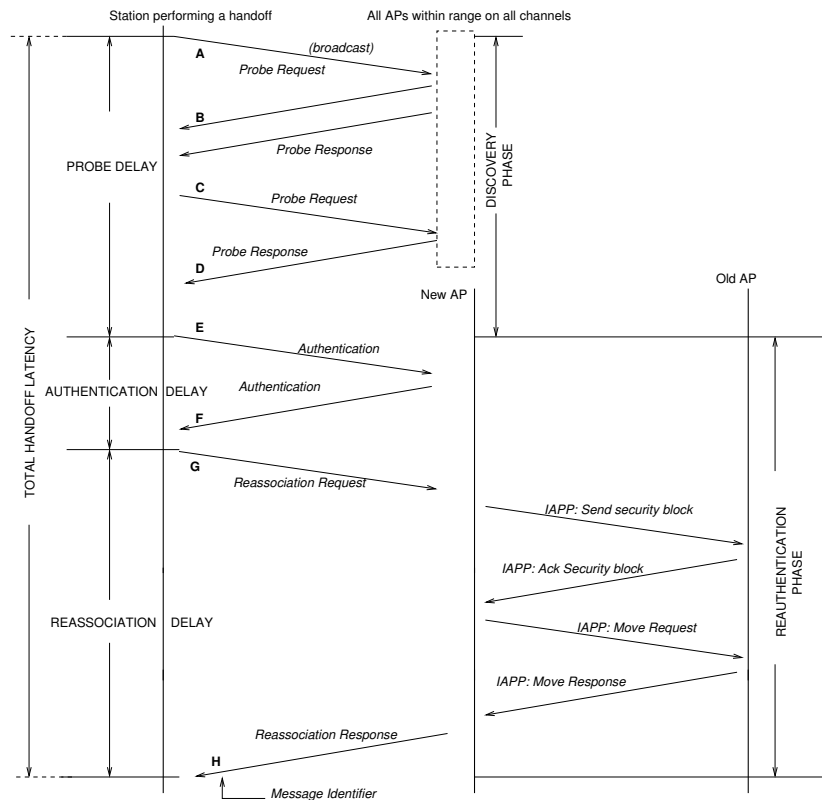 Station performing a handoff
All APs within range on all channels
A
(broadcast)
Probe Request
B
Probe Response
PROBE DELAY
C
Probe Request
Probe Response
D
DISCOVERY
PHASE
New AP
Old AP
E
Authentication
AUTHENTICATION DELAY
Authentication
F
G
Reassociation Request
TOTAL HANDOFF LATENCY
IAPP: Send security block
IAPP: Ack Security block
REASSOCIATION DELAY
IAPP: Move Request
IAPP: Move Response
REAUTHENTICATION
PHASE
Reassociation Response
H
Message Identifier